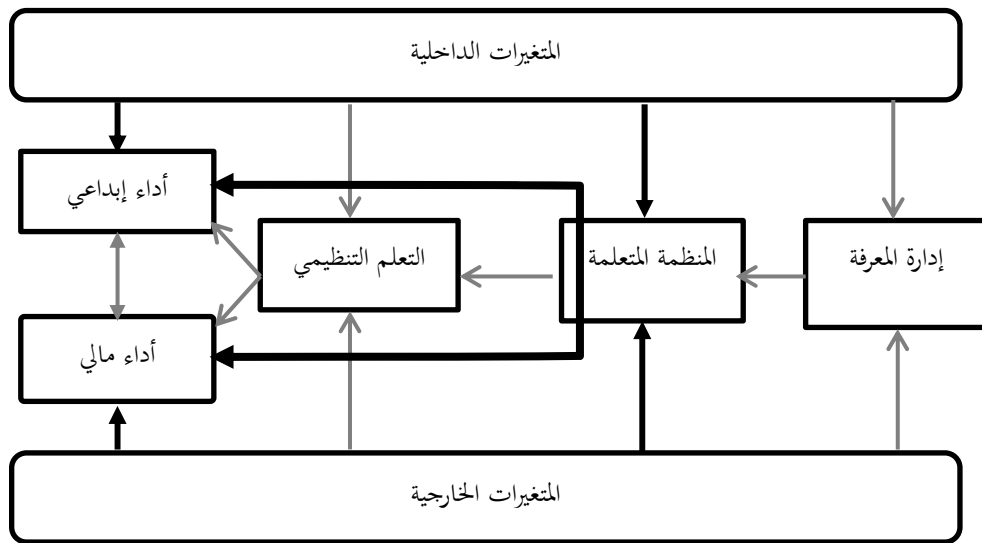 المتغيرات الداخلية
أداء إبداعي
إدارة المعرفة
المنظمة المتعلمة
التعلم التنظيمي
أداء مالي
المتغيرات الخارجية